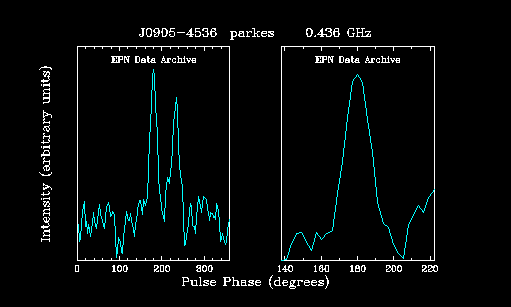 J0905-4536 parkes 0.436 GHz
EPN Data Archive EPN Data Archive
Intensity (arbitrary units)
0 100 200 300 140 160 180 200 220
Pulse Phase (degrees)